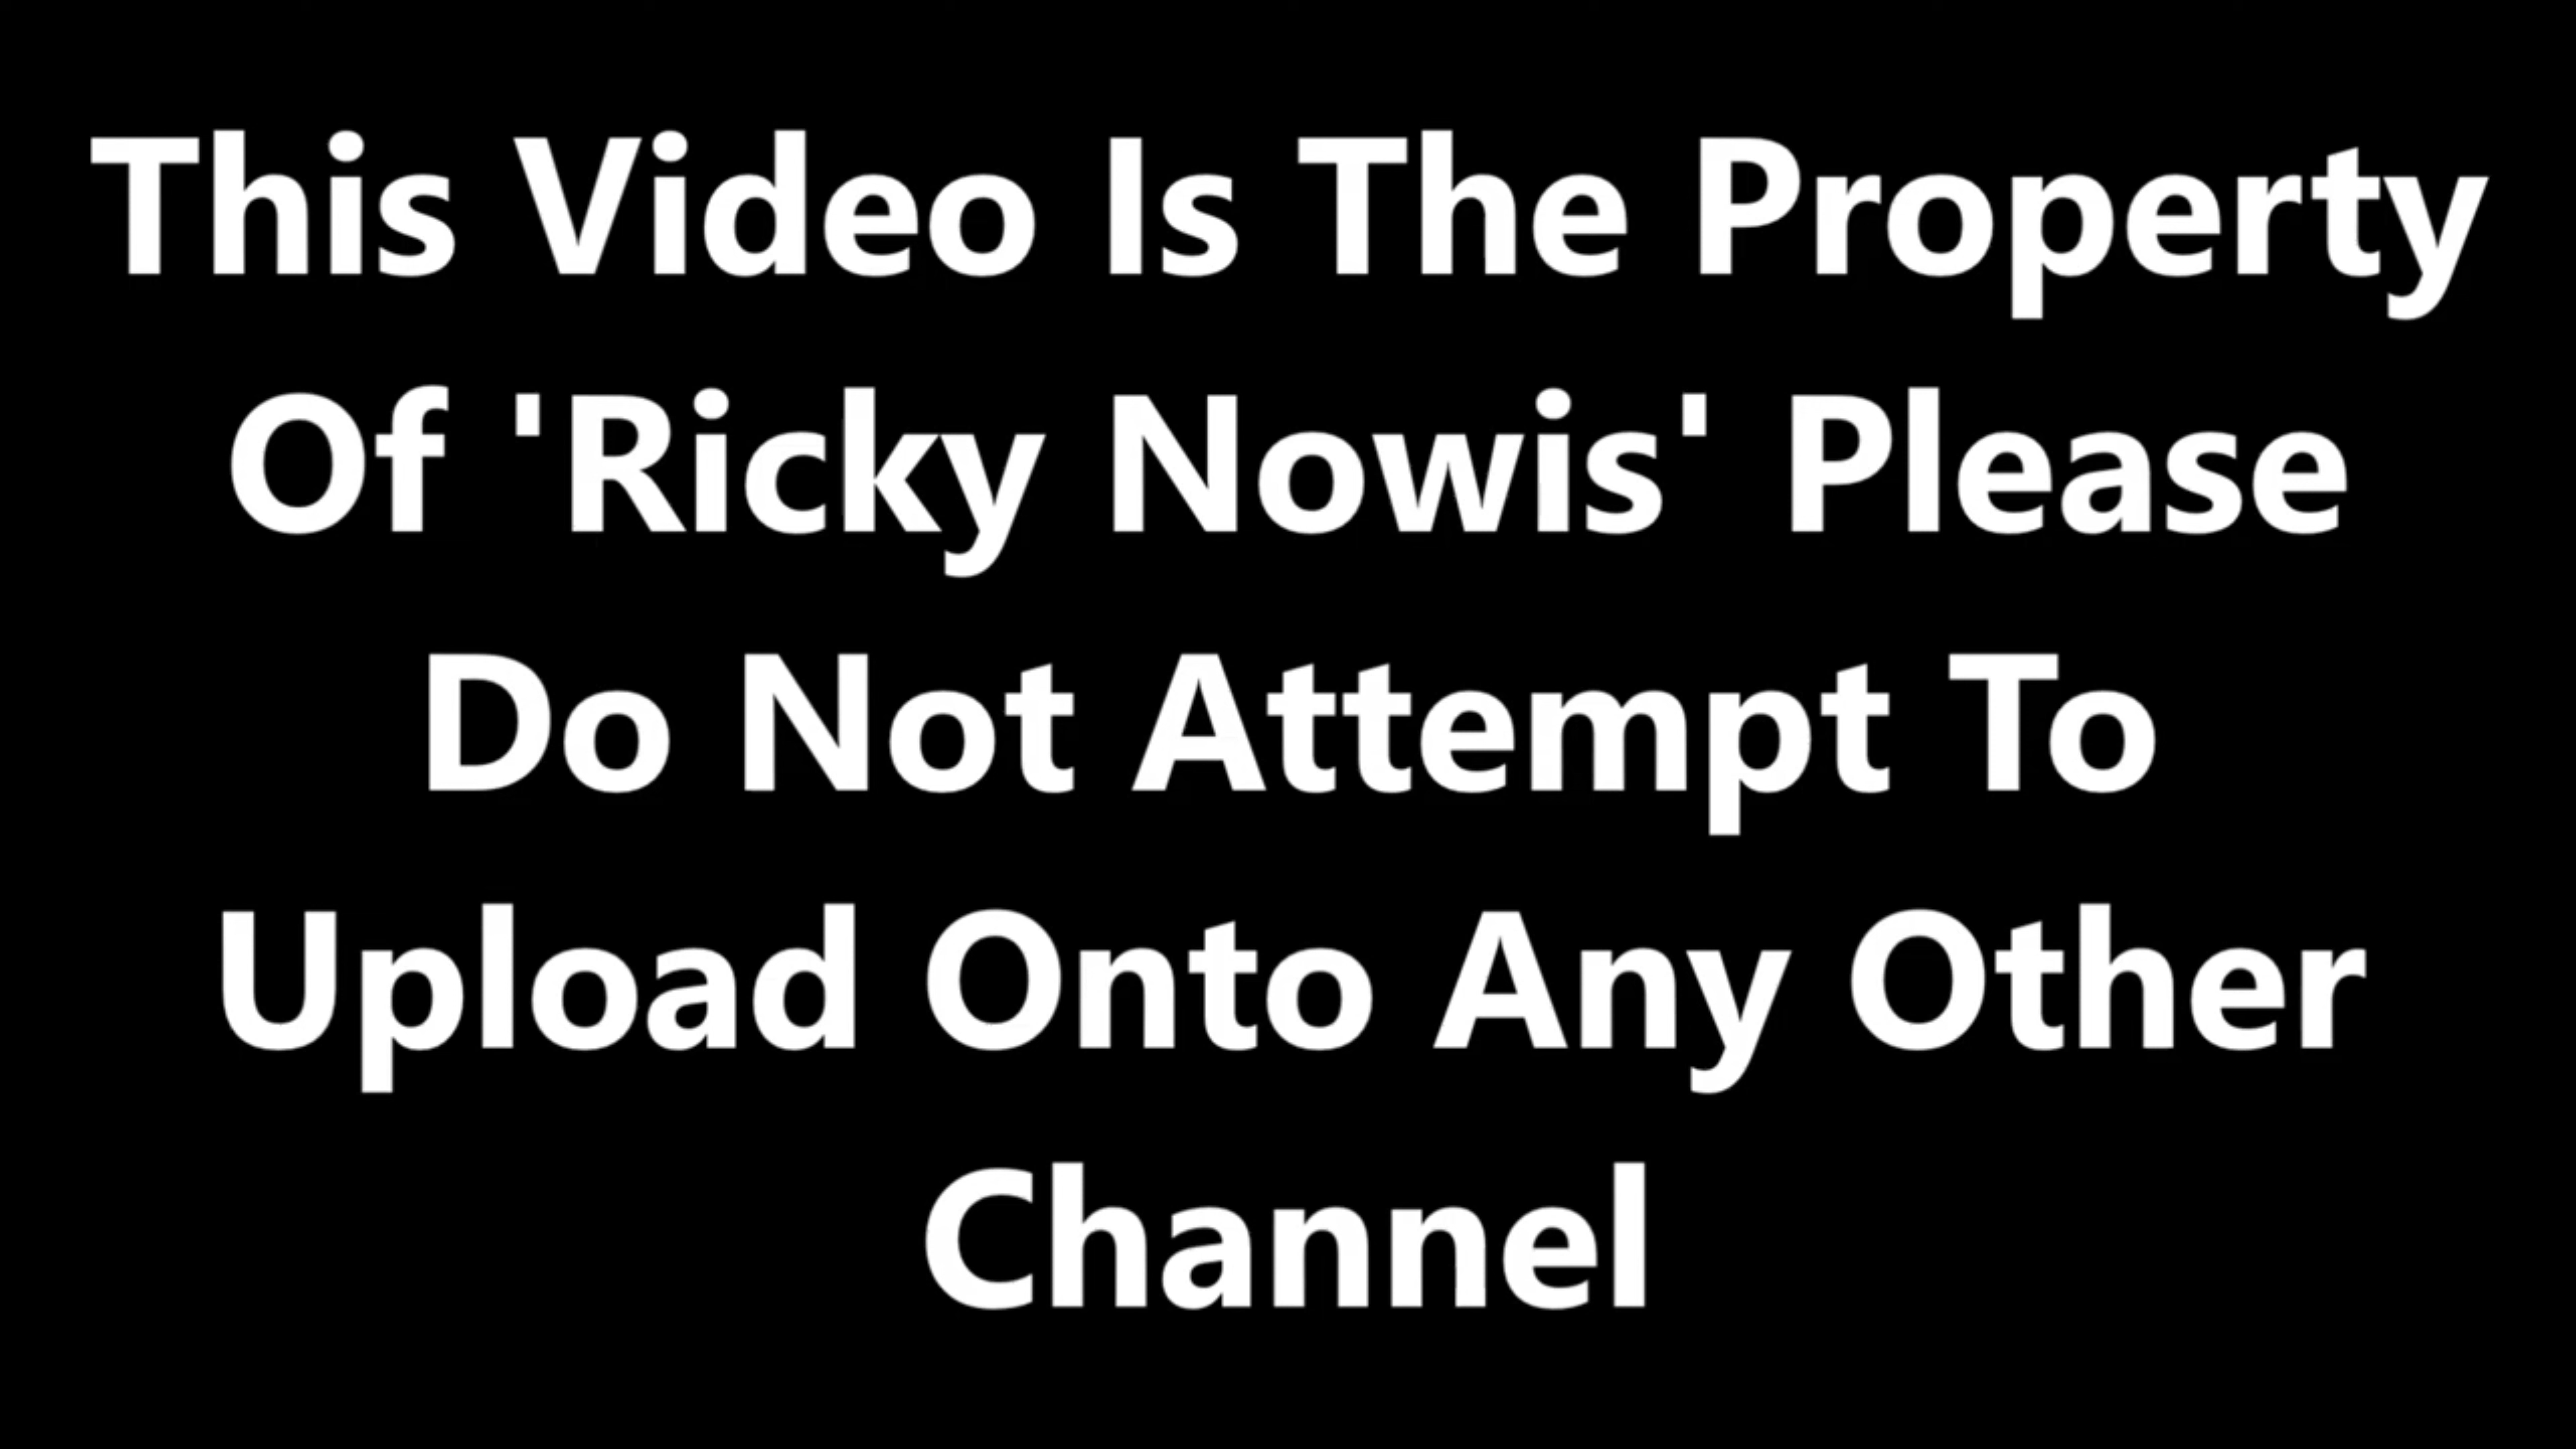 This Video Is The Property
Of 'Ricky Nowis' Please
Do Not Attempt To
Upload Onto Any Other
Channel